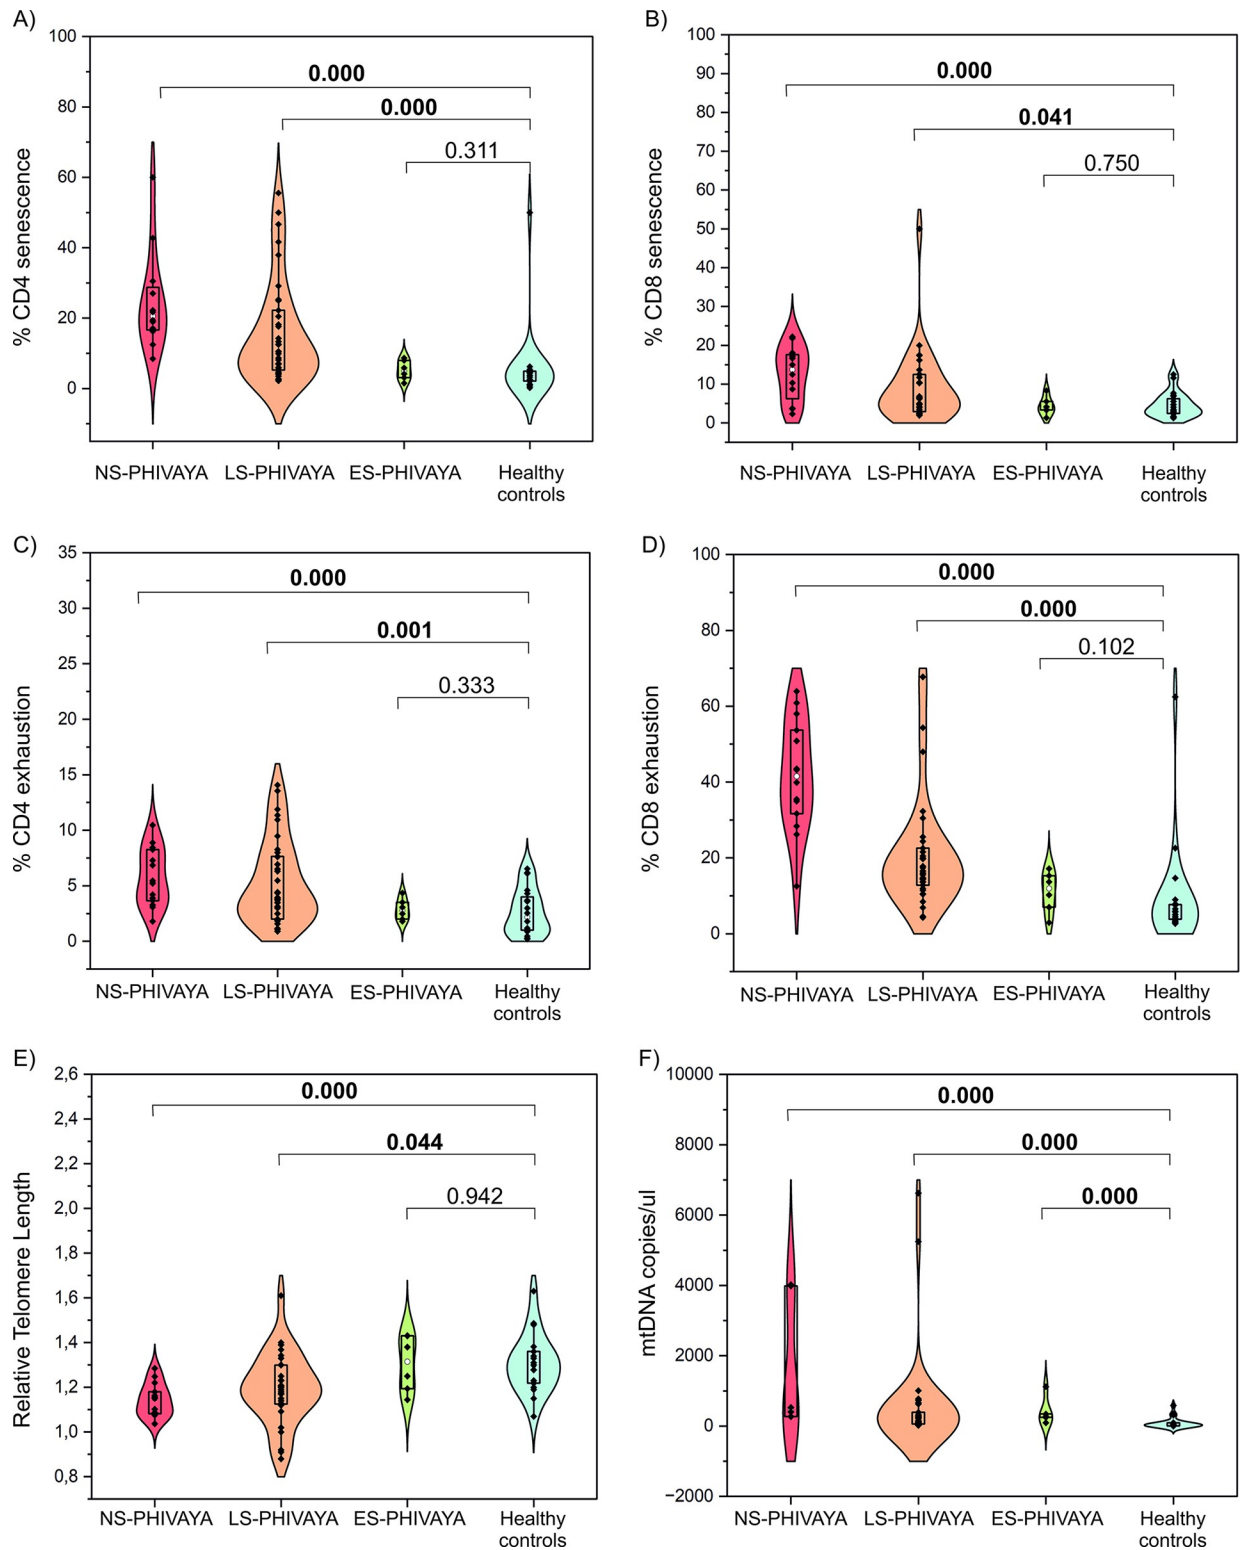 A)
100
80
60
40
20
0
% CD4 senescence
0.000
0.000
0.311
NS-PHIVAYA
LS-PHIVAYA
ES-PHIVAYA
Healthy
controls
B)
100
90
80
70
60
50
40
30
20
10
0
% CD8 senescence
0.000
0.041
0.750
NS-PHIVAYA
LS-PHIVAYA
ES-PHIVAYA
Healthy
controls
C)
35
30
25
20
15
10
5
0
% CD4 exhaustion
0.000
0.001
0.333
NS-PHIVAYA
LS-PHIVAYA
ES-PHIVAYA
Healthy
controls
D)
100
80
60
40
20
0
% CD8 exhaustion
0.000
0.000
0.102
NS-PHIVAYA
LS-PHIVAYA
ES-PHIVAYA
Healthy
controls
E)
2,6
2,4
2,2
2,0
1,8
1,6
1,4
1,2
1,0
0,8
Relative Telomere Length
0.000
0.044
0.942
NS-PHIVAYA
LS-PHIVAYA
ES-PHIVAYA
Healthy
controls
F)
10000
8000
6000
4000
2000
0
−2000
mtDNA copies/ul
0.000
0.000
0.000
NS-PHIVAYA
LS-PHIVAYA
ES-PHIVAYA
Healthy
controls